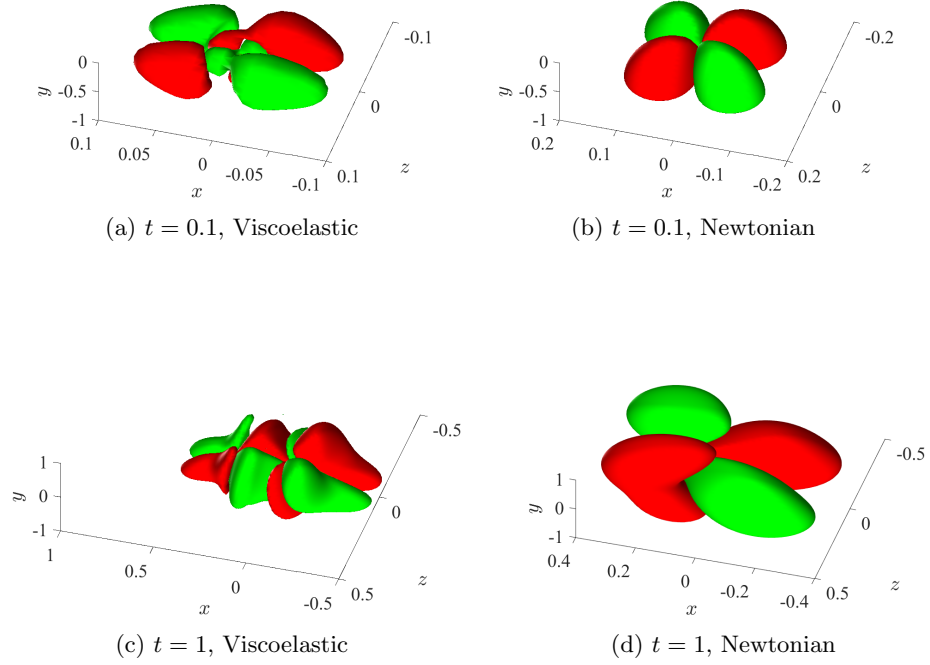 -0.1
0
0.1
z
0
-0.5
-1
y
0.1
0.05
0
-0.05
-0.1
x
(a) t = 0.1, Viscoelastic
-0.2
0
0.2
z
0
-0.5
-1
y
0.2
0.1
0
-0.1
-0.2
x
(b) t = 0.1, Newtonian
-0.5
0
0.5
z
1
0
-1
y
1
0.5
0
-0.5
x
(c) t = 1, Viscoelastic
-0.5
0
0.5
z
1
0
-1
y
0.4
0.2
0
-0.2
-0.4
x
(d) t = 1, Newtonian